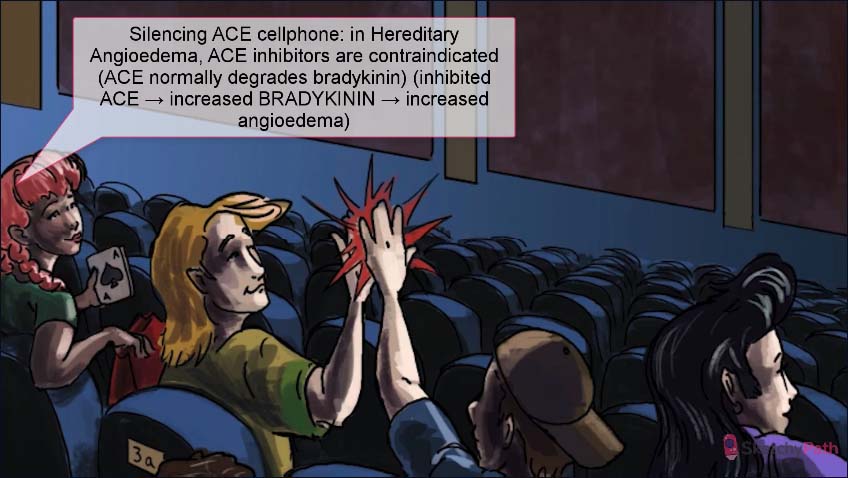 Silencing ACE cellphone: in Hereditary
Angioedema, ACE inhibitors are contraindicated
(ACE normally degrades bradykinin) (inhibited
ACE → increased BRADYKININ → increased
angioedema)
A
A
3a
SketchyPath